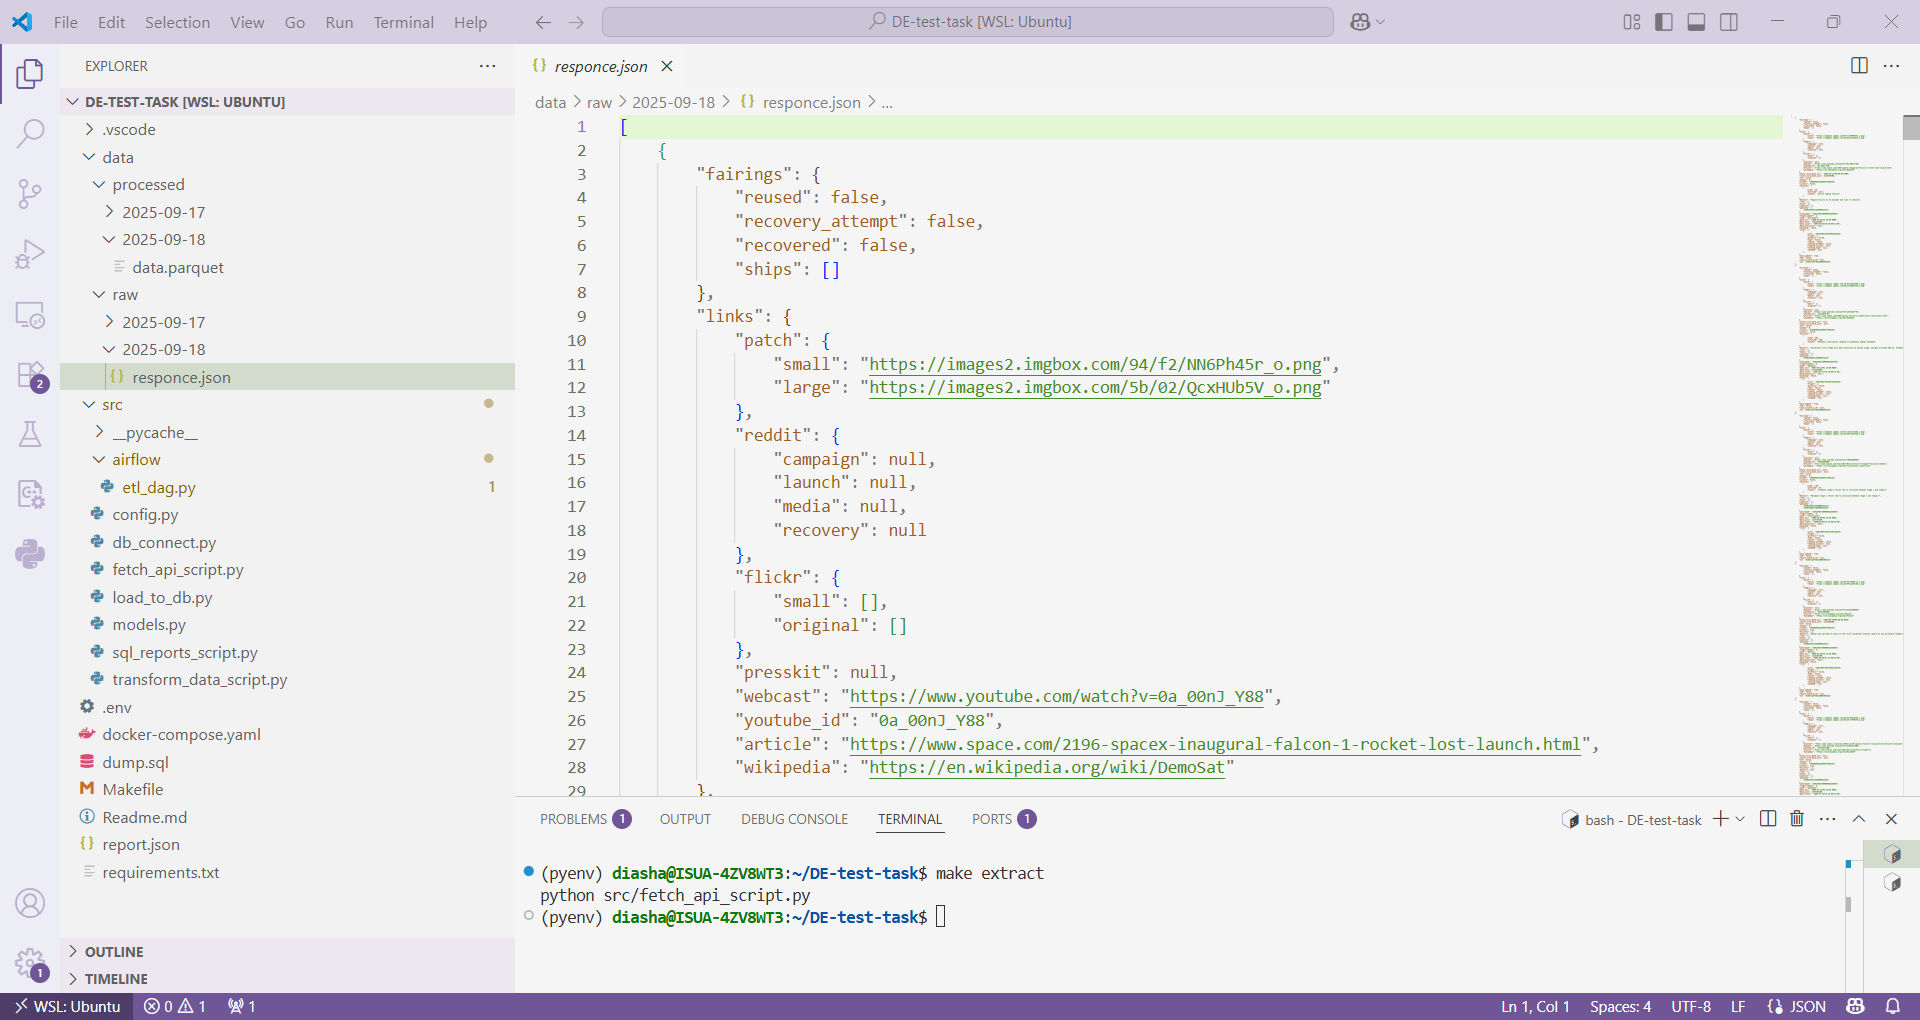 File Edit Selection View Go Run Terminal Help
DE-test-task [WSL: Ubuntu]
EXPLORER
DE-TEST-TASK [WSL: UBUNTU]
.vscode
data
processed
2025-09-17
2025-09-18
data.parquet
raw
2025-09-17
2025-09-18
{} responce.json
src
__pycache__
airflow
etl_dag.py 1
config.py
db_connect.py
fetch_api_script.py
load_to_db.py
models.py
sql_reports_script.py
transform_data_script.py
.env
docker-compose.yaml
dump.sql
Makefile
Readme.md
{} report.json
requirements.txt
OUTLINE
TIMELINE
2
1
{} responce.json
data > raw > 2025-09-18 > {} responce.json > ...
1 [
2 {
3 "fairings": {
4 "reused": false,
5 "recovery_attempt": false,
6 "recovered": false,
7 "ships": []
8 },
9 "links": {
10 "patch": {
11 "small": "https://images2.imgbox.com/94/f2/NN6Ph45r_o.png",
12 "large": "https://images2.imgbox.com/5b/02/QcxHUb5V_o.png"
13 },
14 "reddit": {
15 "campaign": null,
16 "launch": null,
17 "media": null,
18 "recovery": null
19 },
20 "flickr": {
21 "small": [],
22 "original": []
23 },
24 "presskit": null,
25 "webcast": "https://www.youtube.com/watch?v=0a_00nJ_Y88",
26 "youtube_id": "0a_00nJ_Y88",
27 "article": "https://www.space.com/2196-spacex-inaugural-falcon-1-rocket-lost-launch.html",
28 "wikipedia": "https://en.wikipedia.org/wiki/DemoSat"
29 },
PROBLEMS 1 OUTPUT DEBUG CONSOLE TERMINAL PORTS 1
bash - DE-test-task
(pyenv) diasha@ISUA-4ZV8WT3:~/DE-test-task$ make extract
python src/fetch_api_script.py
(pyenv) diasha@ISUA-4ZV8WT3:~/DE-test-task$
WSL: Ubuntu 0 1 1
Ln 1, Col 1 Spaces: 4 UTF-8 LF {} JSON